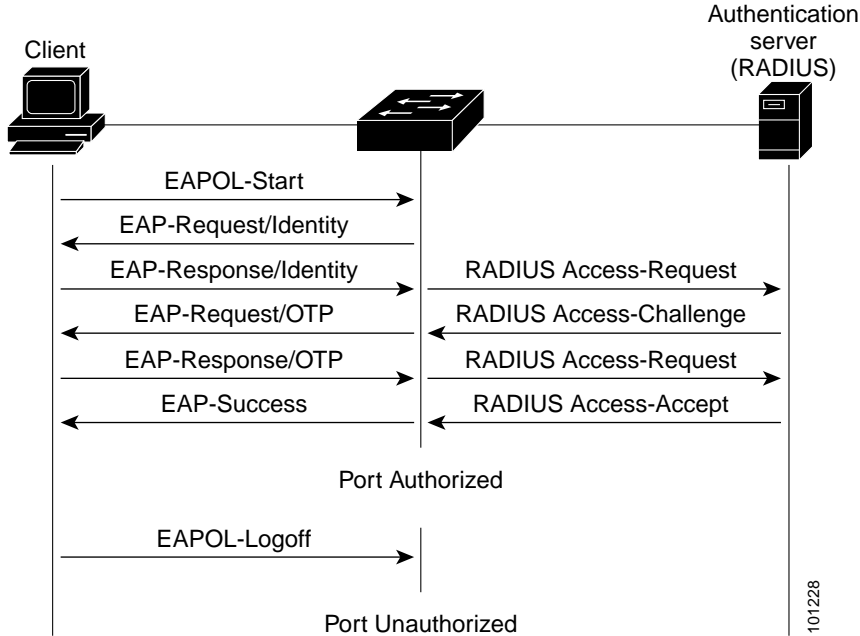 Client
Authentication
server
(RADIUS)
EAPOL-Start
EAP-Request/Identity
EAP-Response/Identity
RADIUS Access-Request
EAP-Request/OTP
RADIUS Access-Challenge
EAP-Response/OTP
RADIUS Access-Request
EAP-Success
RADIUS Access-Accept
Port Authorized
EAPOL-Logoff
Port Unauthorized
101228